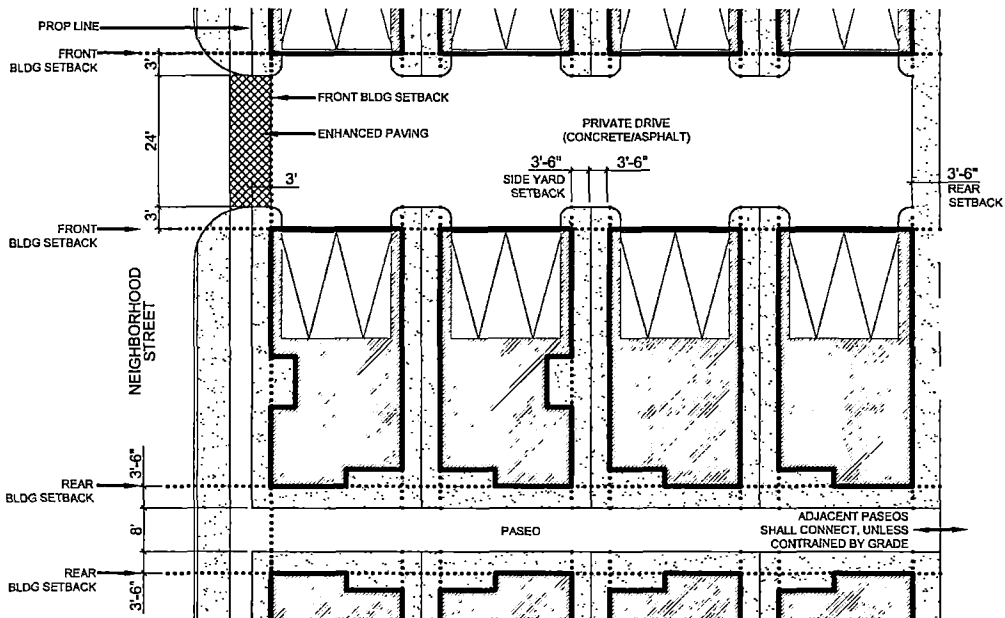 PROP LINE
FRONT
BLDG SETBACK
3'
FRONT BLDG SETBACK
ENHANCED PAVING
24'
PRIVATE DRIVE
(CONCRETE/ASPHALT)
3'-6" 3'-6"
SIDE YARD
SETBACK
3'
3'-6"
REAR
SETBACK
3'
FRONT
BLDG SETBACK
NEIGHBORHOOD
STREET
3'-6"
REAR
BLDG SETBACK
8'
PASEO
ADJACENT PASEOS
SHALL CONNECT, UNLESS
CONTRAINED BY GRADE
REAR
BLDG SETBACK
3'-6"